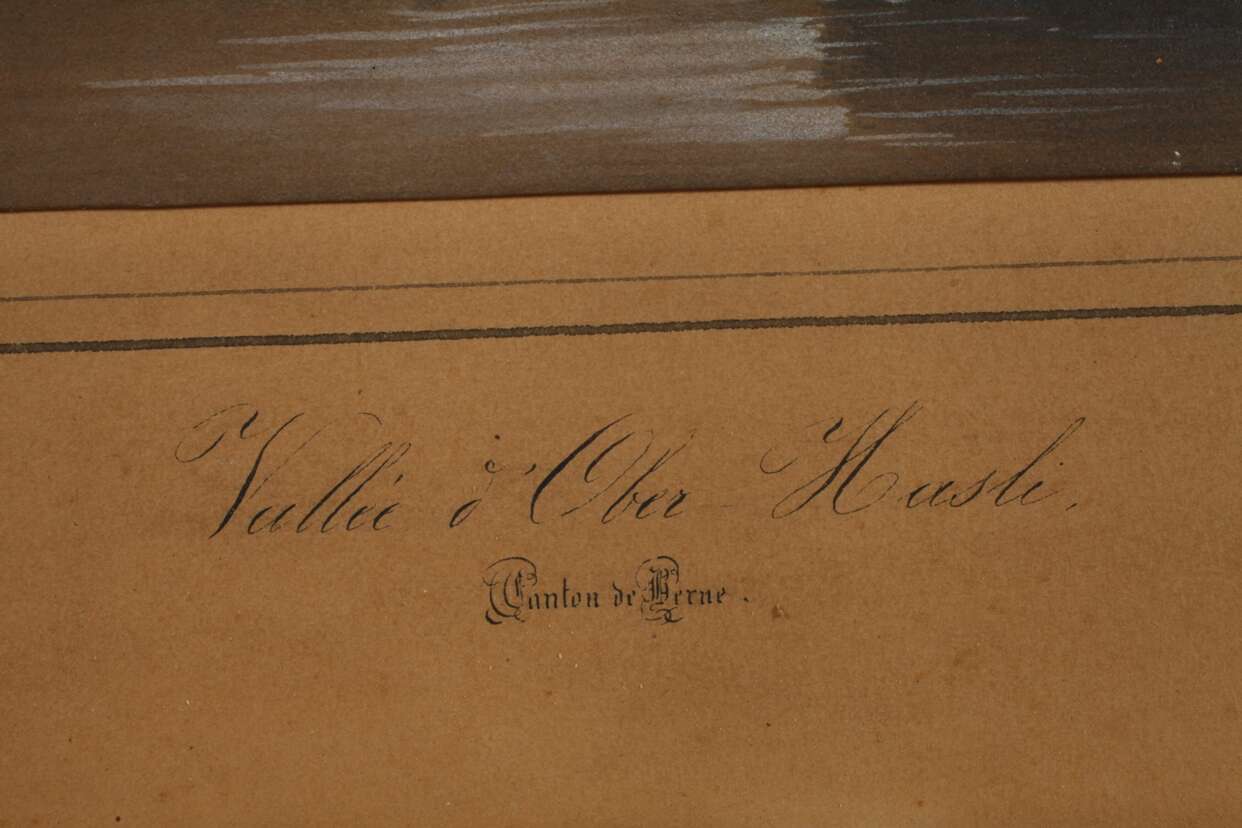 Vallée d'Ober-Hasli.
Canton de Berne.